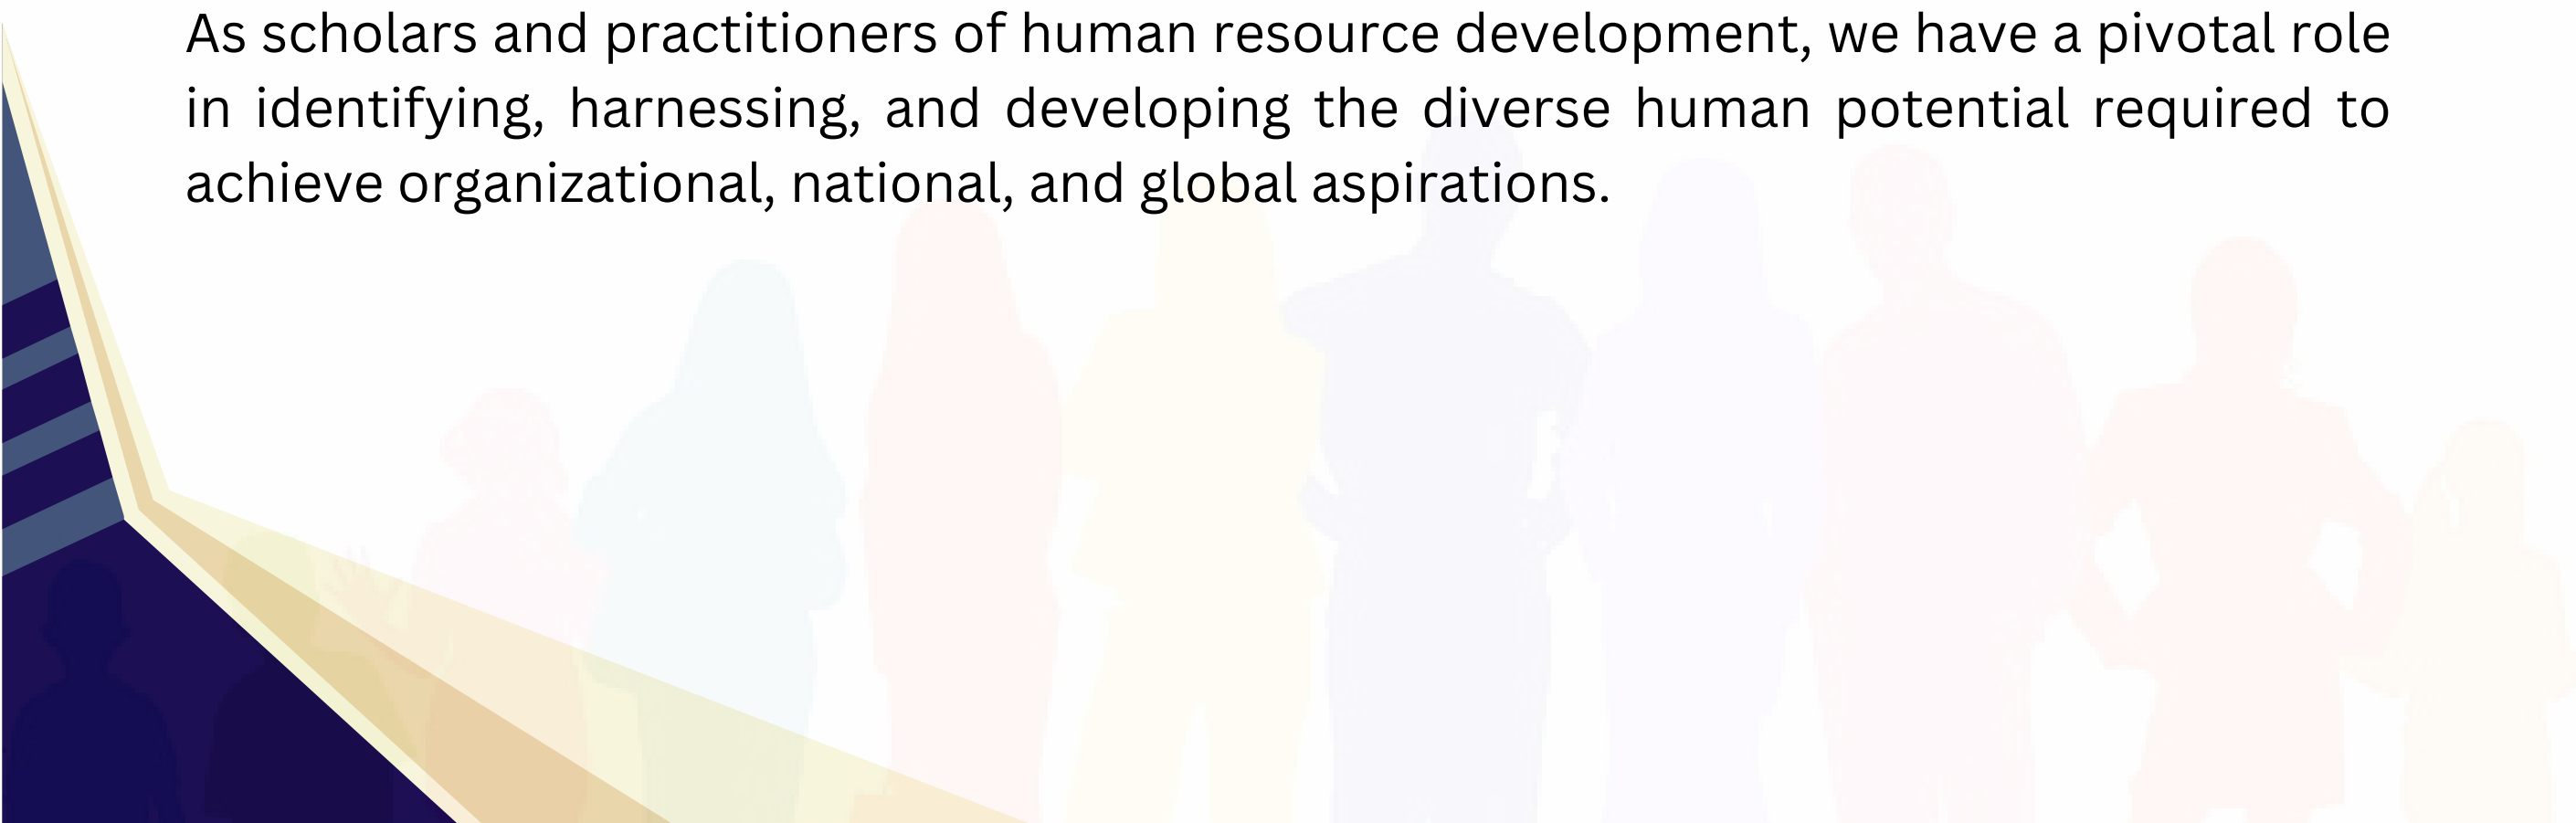 As scholars and practitioners of human resource development, we have a pivotal role
in identifying, harnessing, and developing the diverse human potential required to
achieve organizational, national, and global aspirations.